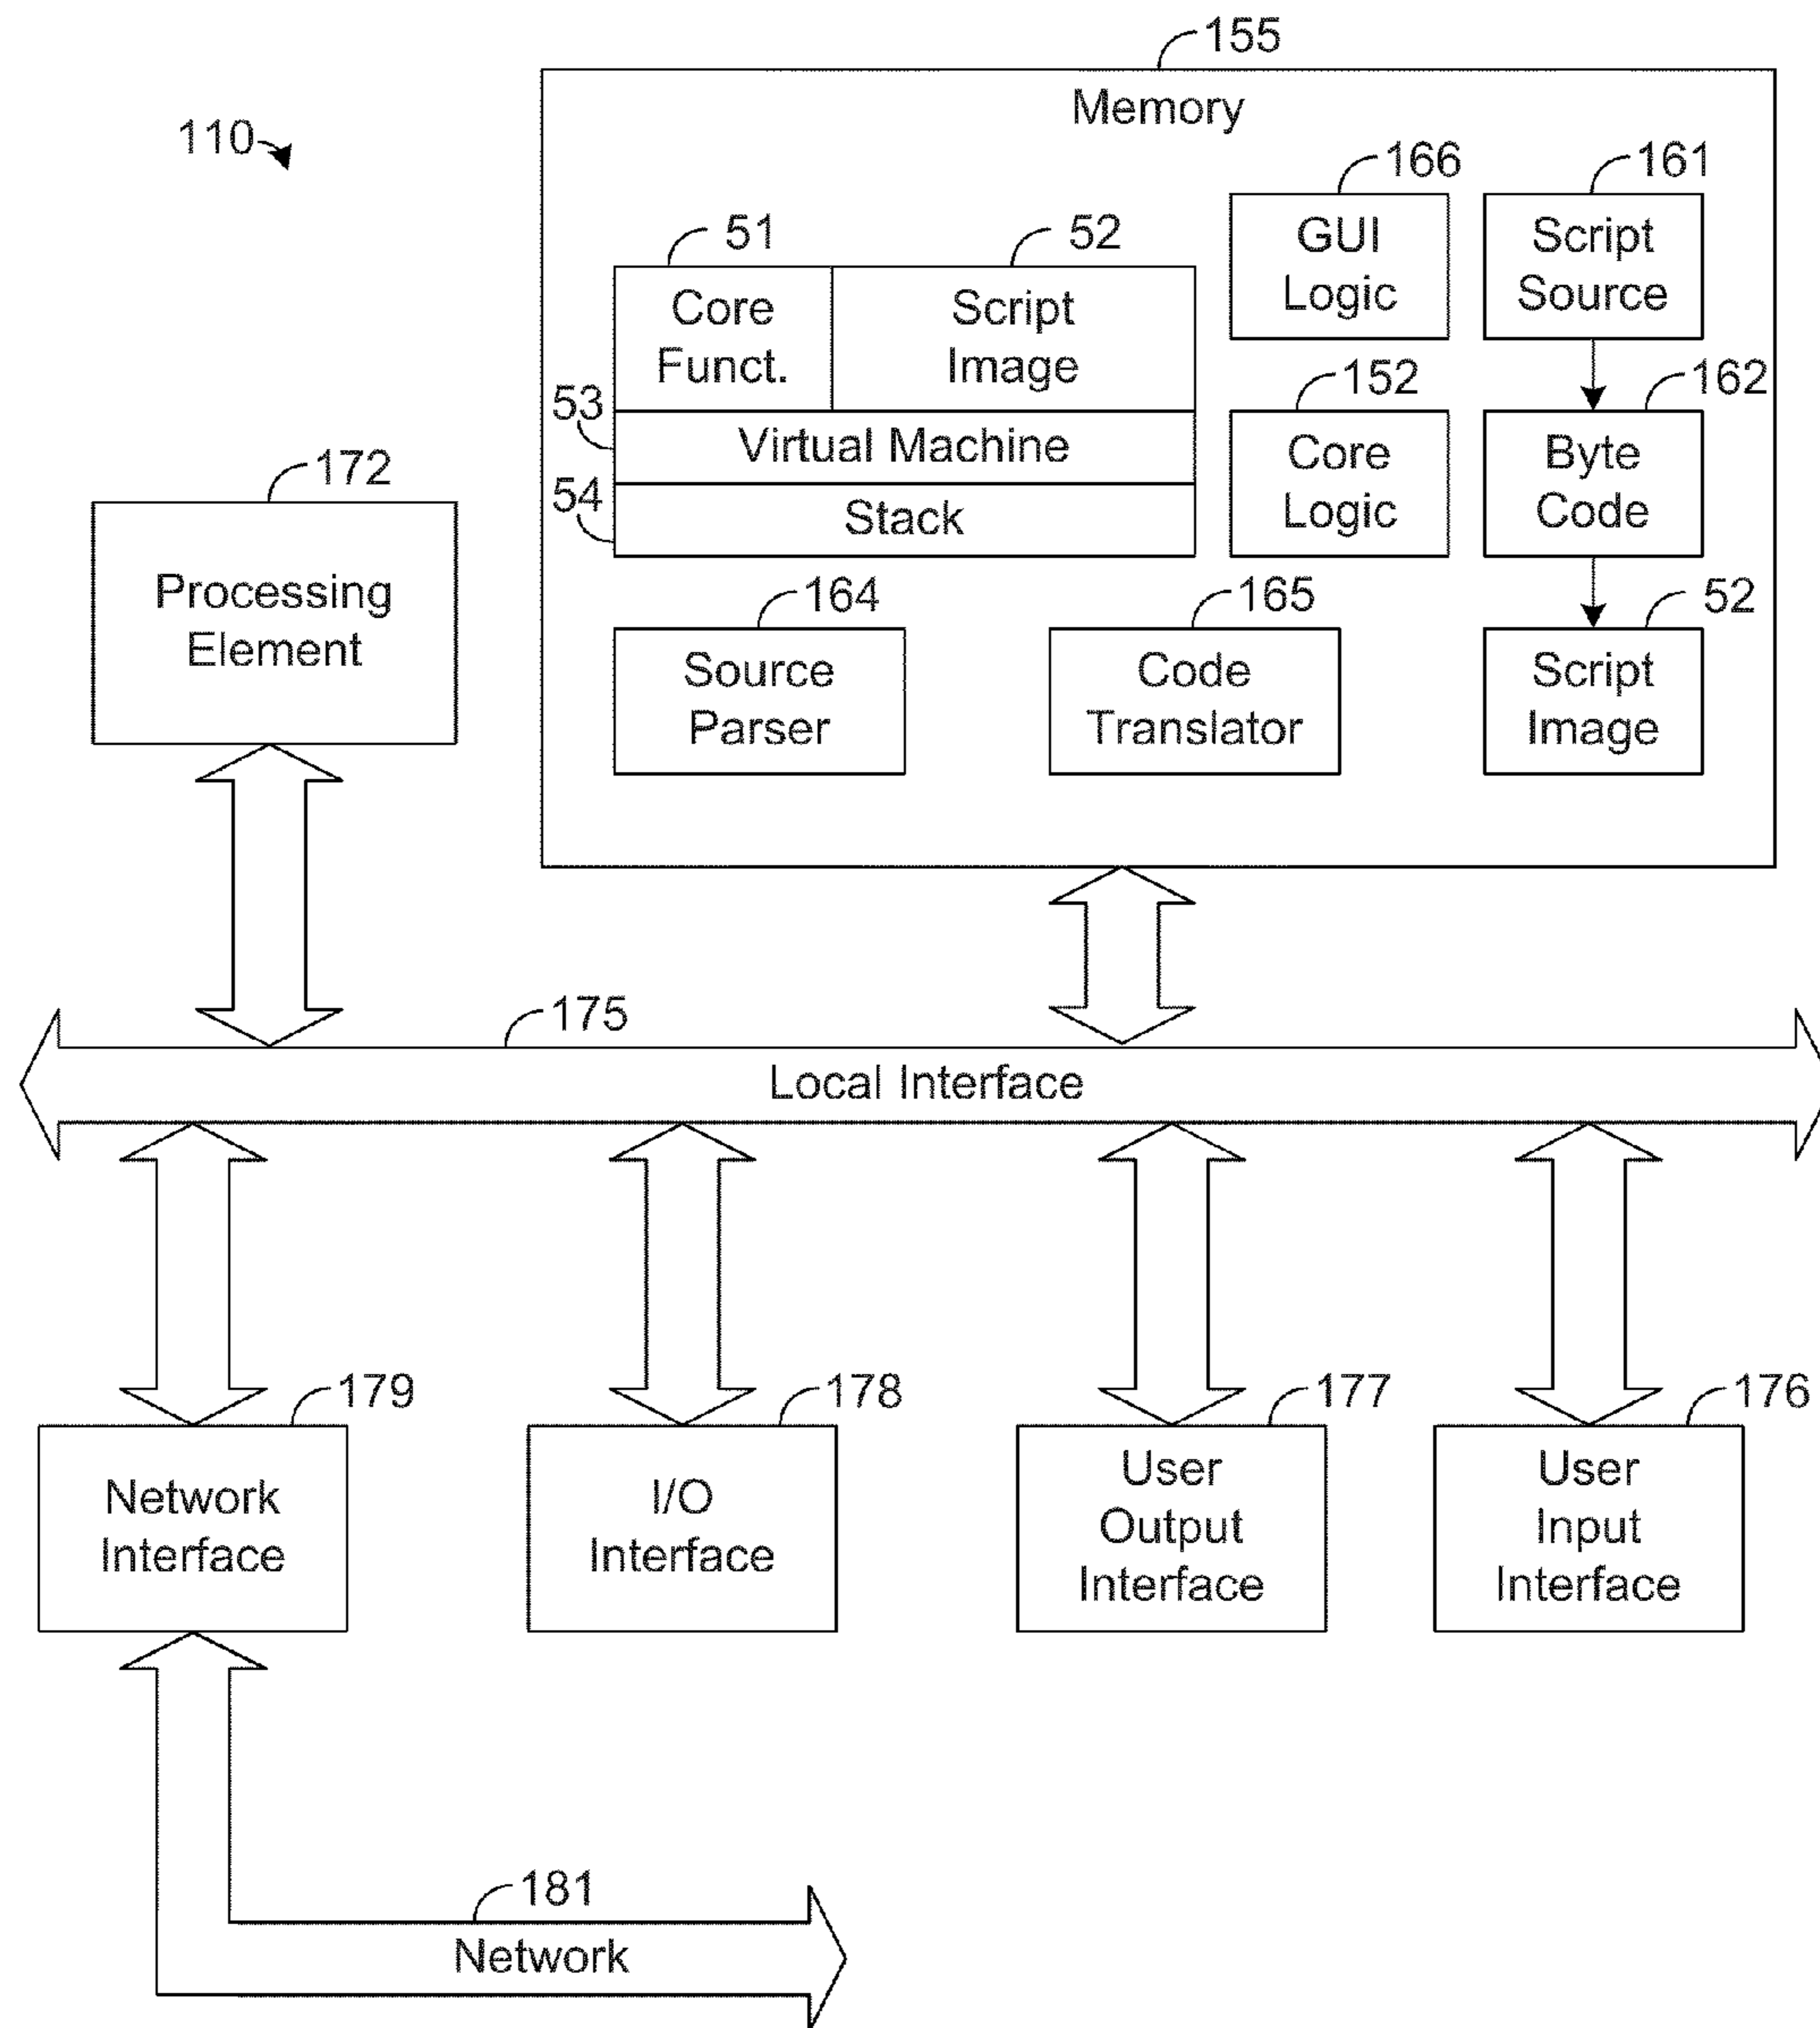 155
Memory
110
166
161
GUI
Logic
Script
Source
51
52
Core
Funct.
Script
Image
53
Virtual Machine
54
Stack
152
Core
Logic
162
Byte
Code
172
Processing
Element
164
Source
Parser
165
Code
Translator
52
Script
Image
175
Local Interface
179
Network
Interface
178
I/O
Interface
177
User
Output
Interface
176
User
Input
Interface
181
Network